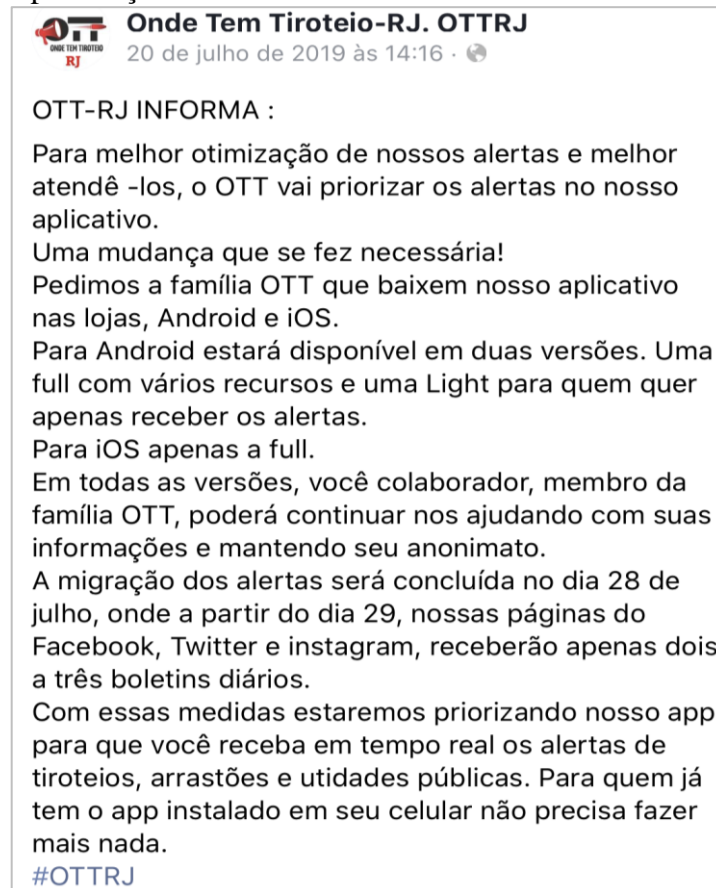 OTT
ONDE TEM TIROTEIO
RJ
Onde Tem Tiroteio-RJ. OTTRJ
20 de julho de 2019 às 14:16 ·
OTT-RJ INFORMA :
Para melhor otimização de nossos alertas e melhor
atendê -los, o OTT vai priorizar os alertas no nosso
aplicativo.
Uma mudança que se fez necessária!
Pedimos a família OTT que baixem nosso aplicativo
nas lojas, Android e iOS.
Para Android estará disponível em duas versões. Uma
full com vários recursos e uma Light para quem quer
apenas receber os alertas.
Para iOS apenas a full.
Em todas as versões, você colaborador, membro da
família OTT, poderá continuar nos ajudando com suas
informações e mantendo seu anonimato.
A migração dos alertas será concluída no dia 28 de
julho, onde a partir do dia 29, nossas páginas do
Facebook, Twitter e instagram, receberão apenas dois
a três boletins diários.
Com essas medidas estaremos priorizando nosso app
para que você receba em tempo real os alertas de
tiroteios, arrastões e utidades públicas. Para quem já
tem o app instalado em seu celular não precisa fazer
mais nada.
#OTTRJ